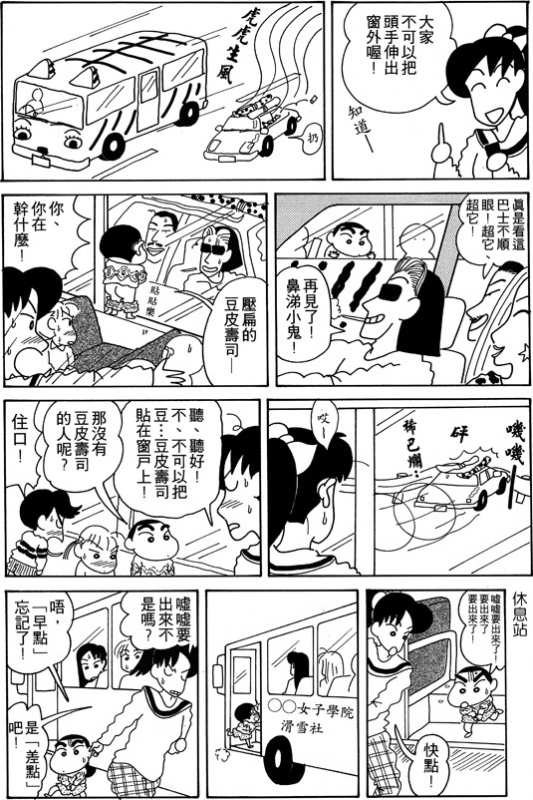 大家
不可以把
頭手伸出
窗外喔！
知道—
虎虎生風
扔
真是看這
巴士不順
眼！超它、
超它！
再見了！
鼻涕小鬼！
壓扁的
豆皮壽司—
貼貼樂
你、
你在
幹什麼！
嘰嘰
砰
稀巴爛…
哎～
聽、聽好！
不、不可以把
豆…豆皮壽司
貼在窗戸上！
那沒有
豆皮壽司
的人呢？
住口！
休息站
噓噓要出來了！
要出來了
要出來了
快點！
○○女子學院
滑雪社
噓噓要
出來不
是嗎？
唔，
「早點」
忘記了！
是「差點」
吧！